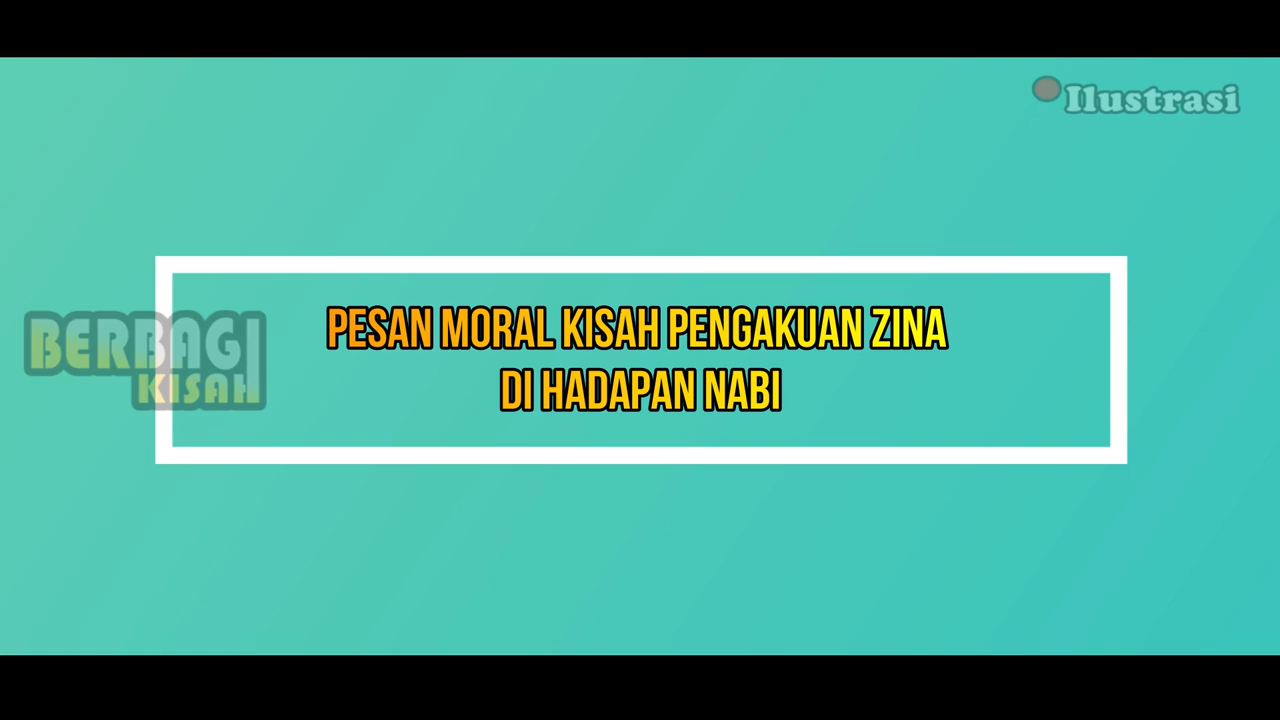 Ilustrasi
BERBAGI
KISAH
PESAN MORAL KISAH PENGAKUAN ZINA
DI HADAPAN NABI